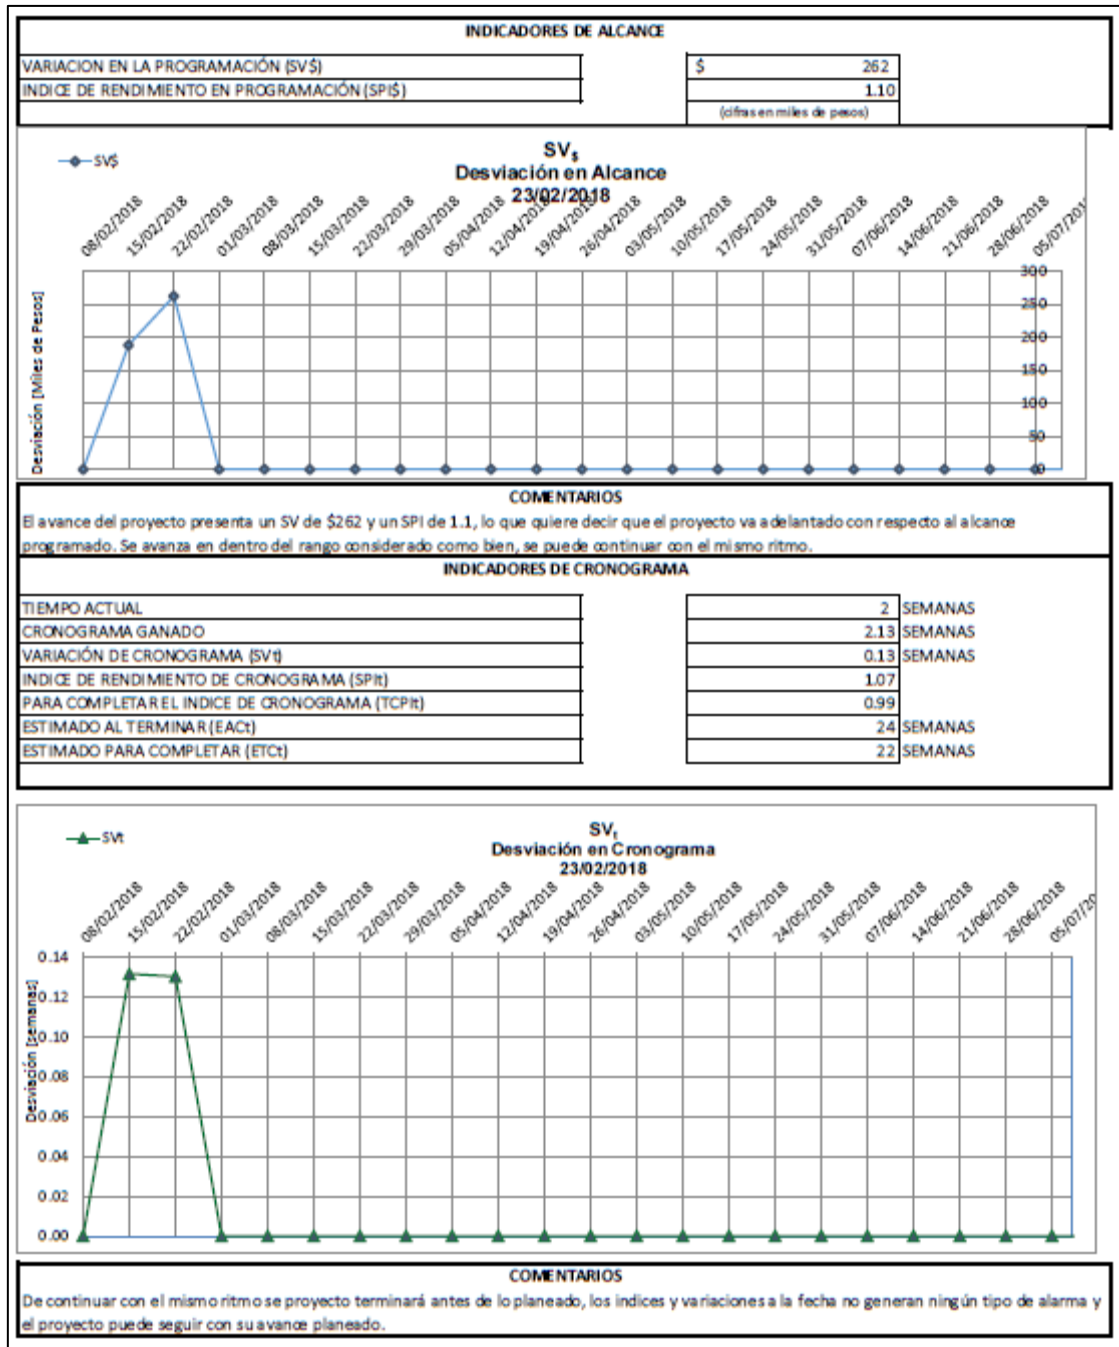 INDICADORES DE ALCANCE
VARIACION EN LA PROGRAMACIÓN (SV$) $ 262
INDICE DE RENDIMIENTO EN PROGRAMACIÓN (SPI$) 1.10
(cifras en miles de pesos)
SV$
SV$
Desviación en Alcance
23/02/2018
08/02/2018 15/02/2018 22/02/2018 01/03/2018 08/03/2018 15/03/2018 22/03/2018 29/03/2018 05/04/2018 12/04/2018 19/04/2018 26/04/2018 03/05/2018 10/05/2018 17/05/2018 24/05/2018 31/05/2018 07/06/2018 14/06/2018 21/06/2018 28/06/2018 05/07/201
300
250
200
150
100
50
0
Desviación [Miles de Pesos]
COMENTARIOS
El avance del proyecto presenta un SV de $262 y un SPI de 1.1, lo que quiere decir que el proyecto va adelantado con respecto al alcance
programado. Se avanza en dentro del rango considerado como bien, se puede continuar con el mismo ritmo.
INDICADORES DE CRONOGRAMA
TIEMPO ACTUAL 2 SEMANAS
CRONOGRAMA GANADO 2.13 SEMANAS
VARIACIÓN DE CRONOGRAMA (SVt) 0.13 SEMANAS
INDICE DE RENDIMIENTO DE CRONOGRAMA (SPIt) 1.07
PARA COMPLETAR EL INDICE DE CRONOGRAMA (TCPIt) 0.99
ESTIMADO AL TERMINAR (EACt) 24 SEMANAS
ESTIMADO PARA COMPLETAR (ETCt) 22 SEMANAS
SVt
SVt
Desviación en Cronograma
23/02/2018
08/02/2018 15/02/2018 22/02/2018 01/03/2018 08/03/2018 15/03/2018 22/03/2018 29/03/2018 05/04/2018 12/04/2018 19/04/2018 26/04/2018 03/05/2018 10/05/2018 17/05/2018 24/05/2018 31/05/2018 07/06/2018 14/06/2018 21/06/2018 28/06/2018 05/07/20
0.14
0.12
0.10
0.08
0.06
0.04
0.02
0.00
Desviación [semanas]
COMENTARIOS
De continuar con el mismo ritmo se proyecto terminará antes de lo planeado, los indices y variaciones a la fecha no generan ningún tipo de alarma y
el proyecto puede seguir con su avance planeado.